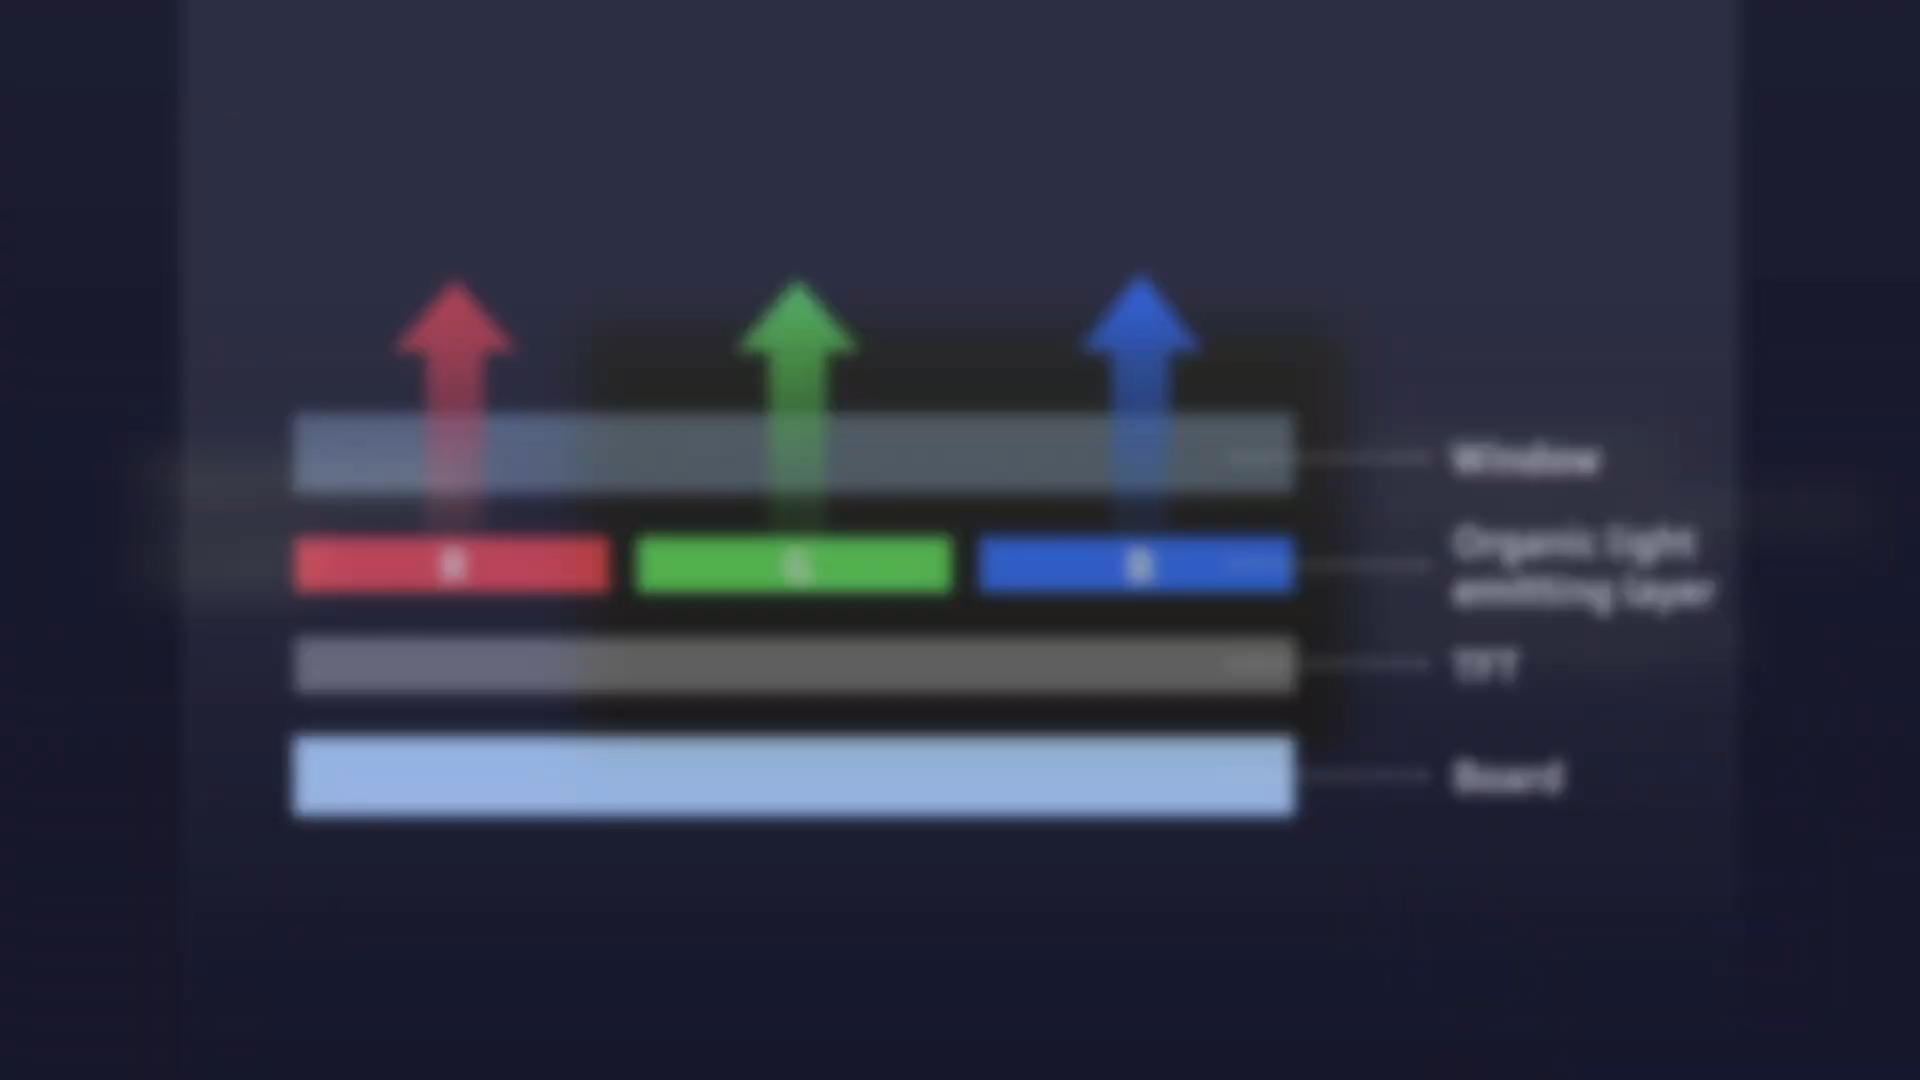 Window
R
G
B
Organic light
emitting layer
TFT
Board